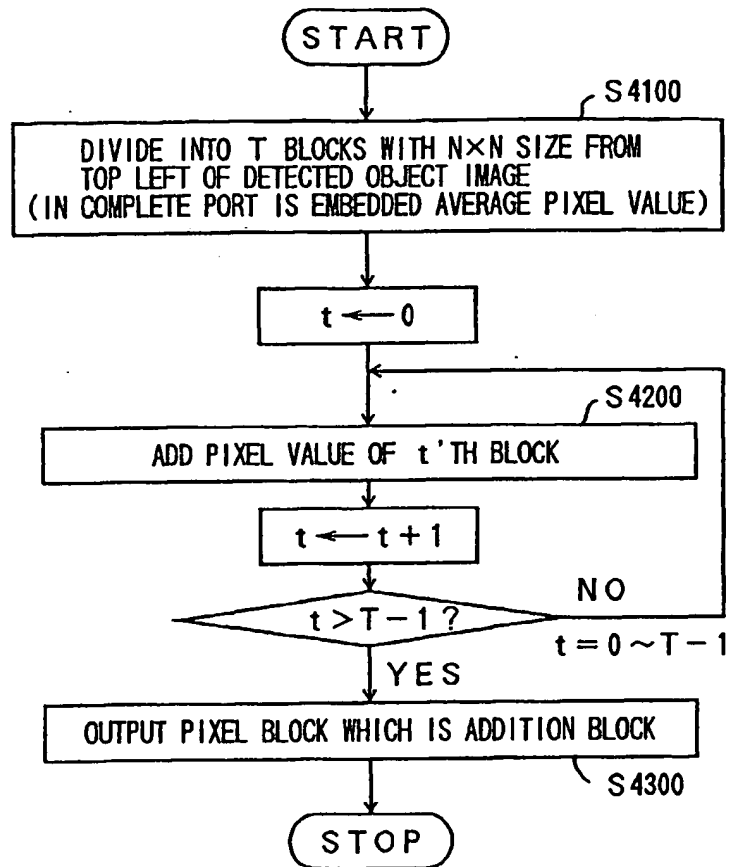 START
S4100
DIVIDE INTO T BLOCKS WITH N×N SIZE FROM
TOP LEFT OF DETECTED OBJECT IMAGE
(IN COMPLETE PORT IS EMBEDDED AVERAGE PIXEL VALUE)
t ← 0
S4200
ADD PIXEL VALUE OF t'TH BLOCK
t ← t + 1
t > T - 1 ?
NO
t = 0 ~ T - 1
YES
OUTPUT PIXEL BLOCK WHICH IS ADDITION BLOCK
S4300
STOP